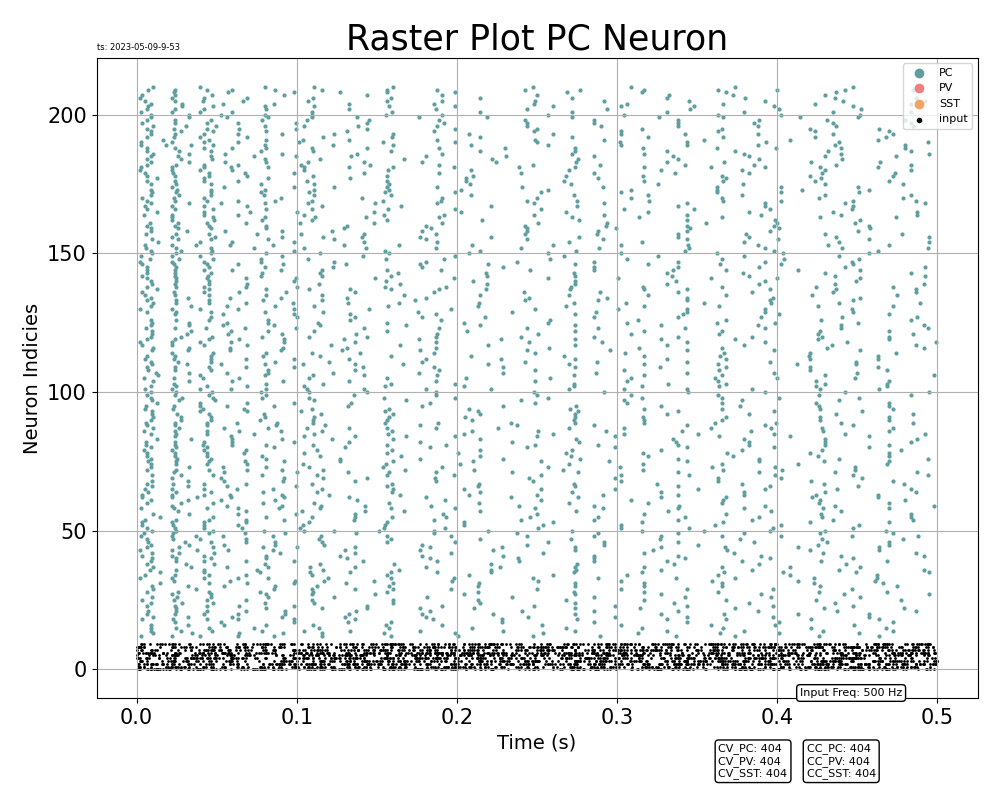 Raster Plot PC Neuron
ts: 2023-05-09-9-53
PC
PV
SST
input
200
150
100
50
0
Neuron Indicies
0.0 0.1 0.2 0.3 0.4 0.5
Time (s)
Input Freq: 500 Hz
CV_PC: 404
CV_PV: 404
CV_SST: 404
CC_PC: 404
CC_PV: 404
CC_SST: 404